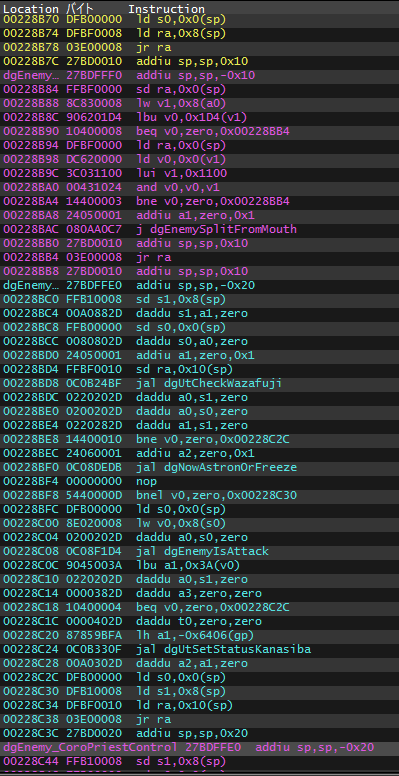 Location バイト Instruction
00228B70 DFB00000 ld s0,0x0(sp)
00228B74 DFBF0008 ld ra,0x8(sp)
00228B78 03E00008 jr ra
00228B7C 27BD0010 addiu sp,sp,0x10
dgEnemy… 27BDFFF0 addiu sp,sp,-0x10
00228B84 FFBF0000 sd ra,0x0(sp)
00228B88 8C830008 lw v1,0x8(a0)
00228B8C 906201D4 lbu v0,0x1D4(v1)
00228B90 10400008 beq v0,zero,0x00228BB4
00228B94 DFBF0000 ld ra,0x0(sp)
00228B98 DC620000 ld v0,0x0(v1)
00228B9C 3C031100 lui v1,0x1100
00228BA0 00431024 and v0,v0,v1
00228BA4 14400003 bne v0,zero,0x00228BB4
00228BA8 24050001 addiu a1,zero,0x1
00228BAC 080AA0C7 j dgEnemySplitFromMouth
00228BB0 27BD0010 addiu sp,sp,0x10
00228BB4 03E00008 jr ra
00228BB8 27BD0010 addiu sp,sp,0x10
dgEnemy… 27BDFFE0 addiu sp,sp,-0x20
00228BC0 FFB10008 sd s1,0x8(sp)
00228BC4 00A0882D daddu s1,a1,zero
00228BC8 FFB00000 sd s0,0x0(sp)
00228BCC 0080802D daddu s0,a0,zero
00228BD0 24050001 addiu a1,zero,0x1
00228BD4 FFBF0010 sd ra,0x10(sp)
00228BD8 0C0B24BF jal dgUtCheckWazafuji
00228BDC 0220202D daddu a0,s1,zero
00228BE0 0200202D daddu a0,s0,zero
00228BE4 0220282D daddu a1,s1,zero
00228BE8 14400010 bne v0,zero,0x00228C2C
00228BEC 24060001 addiu a2,zero,0x1
00228BF0 0C08DEDB jal dgNowAstronOrFreeze
00228BF4 00000000 nop
00228BF8 5440000D bnel v0,zero,0x00228C30
00228BFC DFB00000 ld s0,0x0(sp)
00228C00 8E020008 lw v0,0x8(s0)
00228C04 0200202D daddu a0,s0,zero
00228C08 0C08F1D4 jal dgEnemyIsAttack
00228C0C 9045003A lbu a1,0x3A(v0)
00228C10 0220202D daddu a0,s1,zero
00228C14 0000382D daddu a3,zero,zero
00228C18 10400004 beq v0,zero,0x00228C2C
00228C1C 0000402D daddu t0,zero,zero
00228C20 87859BFA lh a1,-0x6406(gp)
00228C24 0C0B330F jal dgUtSetStatusKanasiba
00228C28 00A0302D daddu a2,a1,zero
00228C2C DFB00000 ld s0,0x0(sp)
00228C30 DFB10008 ld s1,0x8(sp)
00228C34 DFBF0010 ld ra,0x10(sp)
00228C38 03E00008 jr ra
00228C3C 27BD0020 addiu sp,sp,0x20
dgEnemy_CoroPriestControl 27BDFFE0 addiu sp,sp,-0x20
00228C44 FFB10008 sd s1,0x8(sp)